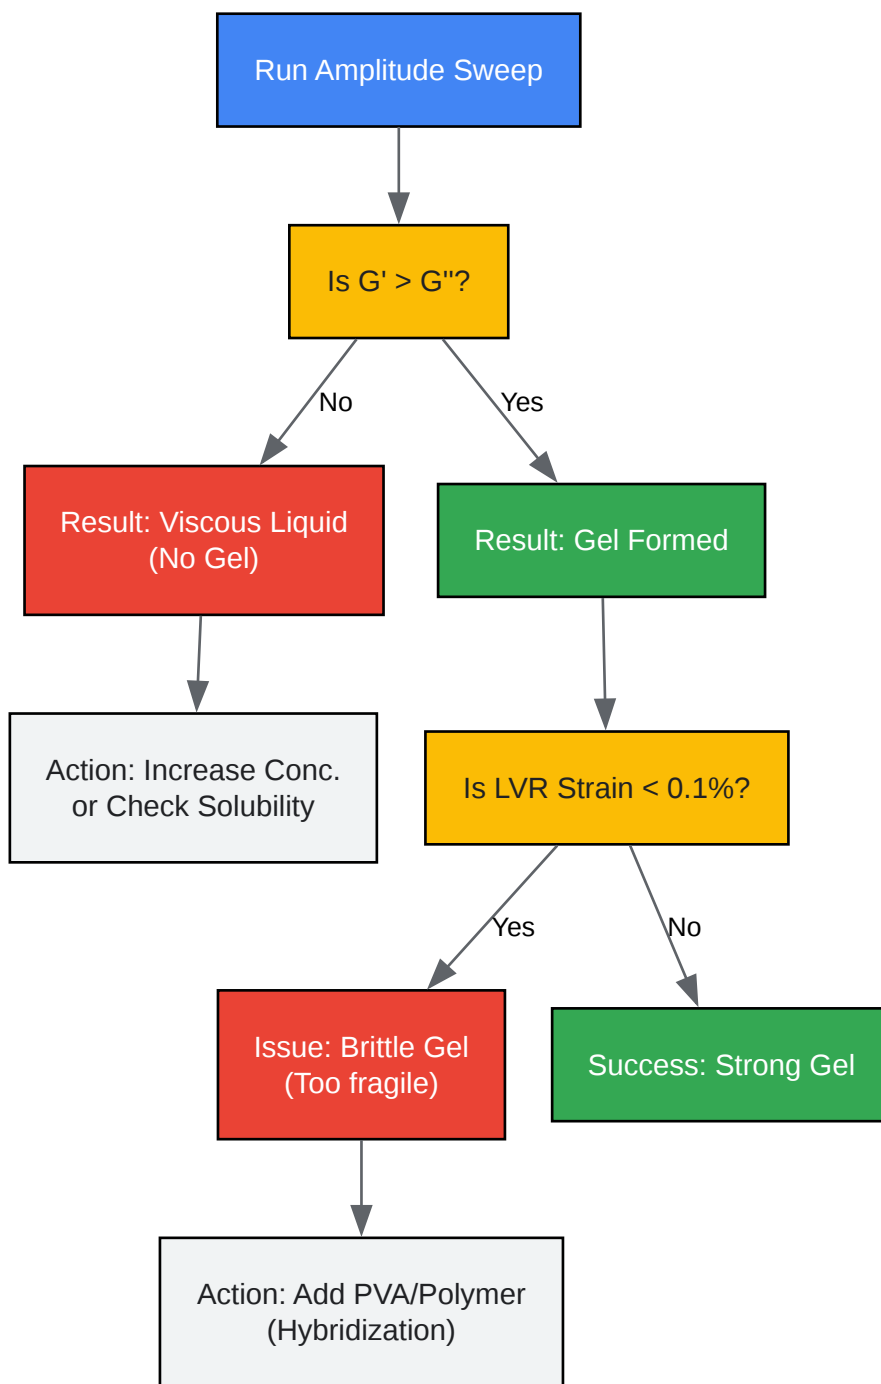 Run Amplitude Sweep
Is G' > G"?
No
Yes
Result: Viscous Liquid
(No Gel)
Result: Gel Formed
Action: Increase Conc.
or Check Solubility
Is LVR Strain < 0.1%?
Yes
No
Issue: Brittle Gel
(Too fragile)
Success: Strong Gel
Action: Add PVA/Polymer
(Hybridization)